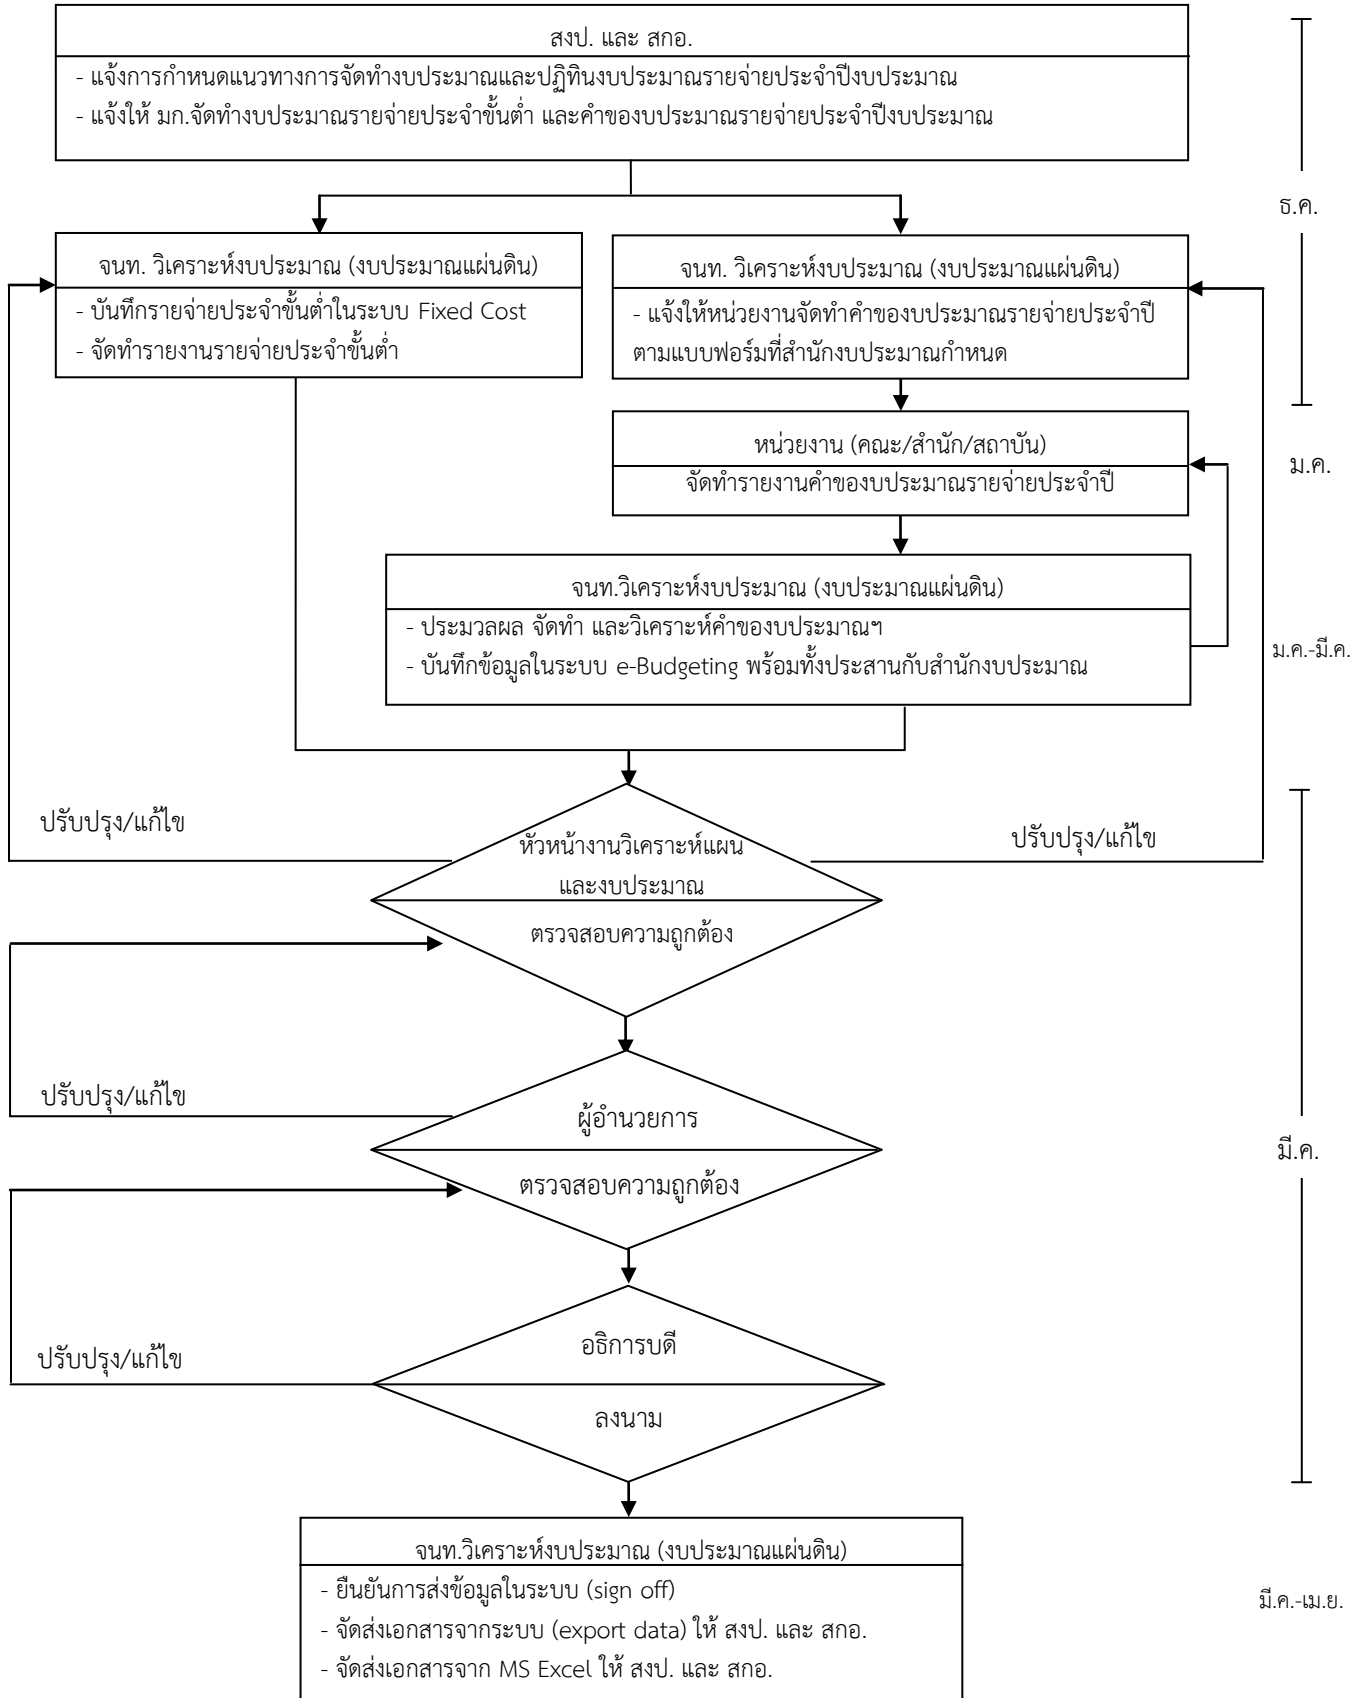 สงป. และ สกอ.
- แจ้งการกำหนดแนวทางการจัดทำงบประมาณและปฏิทินงบประมาณรายจ่ายประจำปีงบประมาณ
- แจ้งให้ มก.จัดทำงบประมาณรายจ่ายประจำขั้นต่ำ และคำของบประมาณรายจ่ายประจำปีงบประมาณ
ธ.ค.
จนท. วิเคราะห์งบประมาณ (งบประมาณแผ่นดิน)
- บันทึกรายจ่ายประจำขั้นต่ำในระบบ Fixed Cost
- จัดทำรายงานรายจ่ายประจำขั้นต่ำ
จนท. วิเคราะห์งบประมาณ (งบประมาณแผ่นดิน)
- แจ้งให้หน่วยงานจัดทำคำของบประมาณรายจ่ายประจำปี
ตามแบบฟอร์มที่สำนักงบประมาณกำหนด
หน่วยงาน (คณะ/สำนัก/สถาบัน)
จัดทำรายงานคำของบประมาณรายจ่ายประจำปี
ม.ค.
จนท.วิเคราะห์งบประมาณ (งบประมาณแผ่นดิน)
- ประมวลผล จัดทำ และวิเคราะห์คำของบประมาณฯ
- บันทึกข้อมูลในระบบ e-Budgeting พร้อมทั้งประสานกับสำนักงบประมาณ
ม.ค.-มี.ค.
ปรับปรุง/แก้ไข
หัวหน้างานวิเคราะห์แผน
และงบประมาณ
ตรวจสอบความถูกต้อง
ปรับปรุง/แก้ไข
ปรับปรุง/แก้ไข
ผู้อำนวยการ
ตรวจสอบความถูกต้อง
มี.ค.
ปรับปรุง/แก้ไข
อธิการบดี
ลงนาม
จนท.วิเคราะห์งบประมาณ (งบประมาณแผ่นดิน)
- ยืนยันการส่งข้อมูลในระบบ (sign off)
- จัดส่งเอกสารจากระบบ (export data) ให้ สงป. และ สกอ.
- จัดส่งเอกสารจาก MS Excel ให้ สงป. และ สกอ.
มี.ค.-เม.ย.